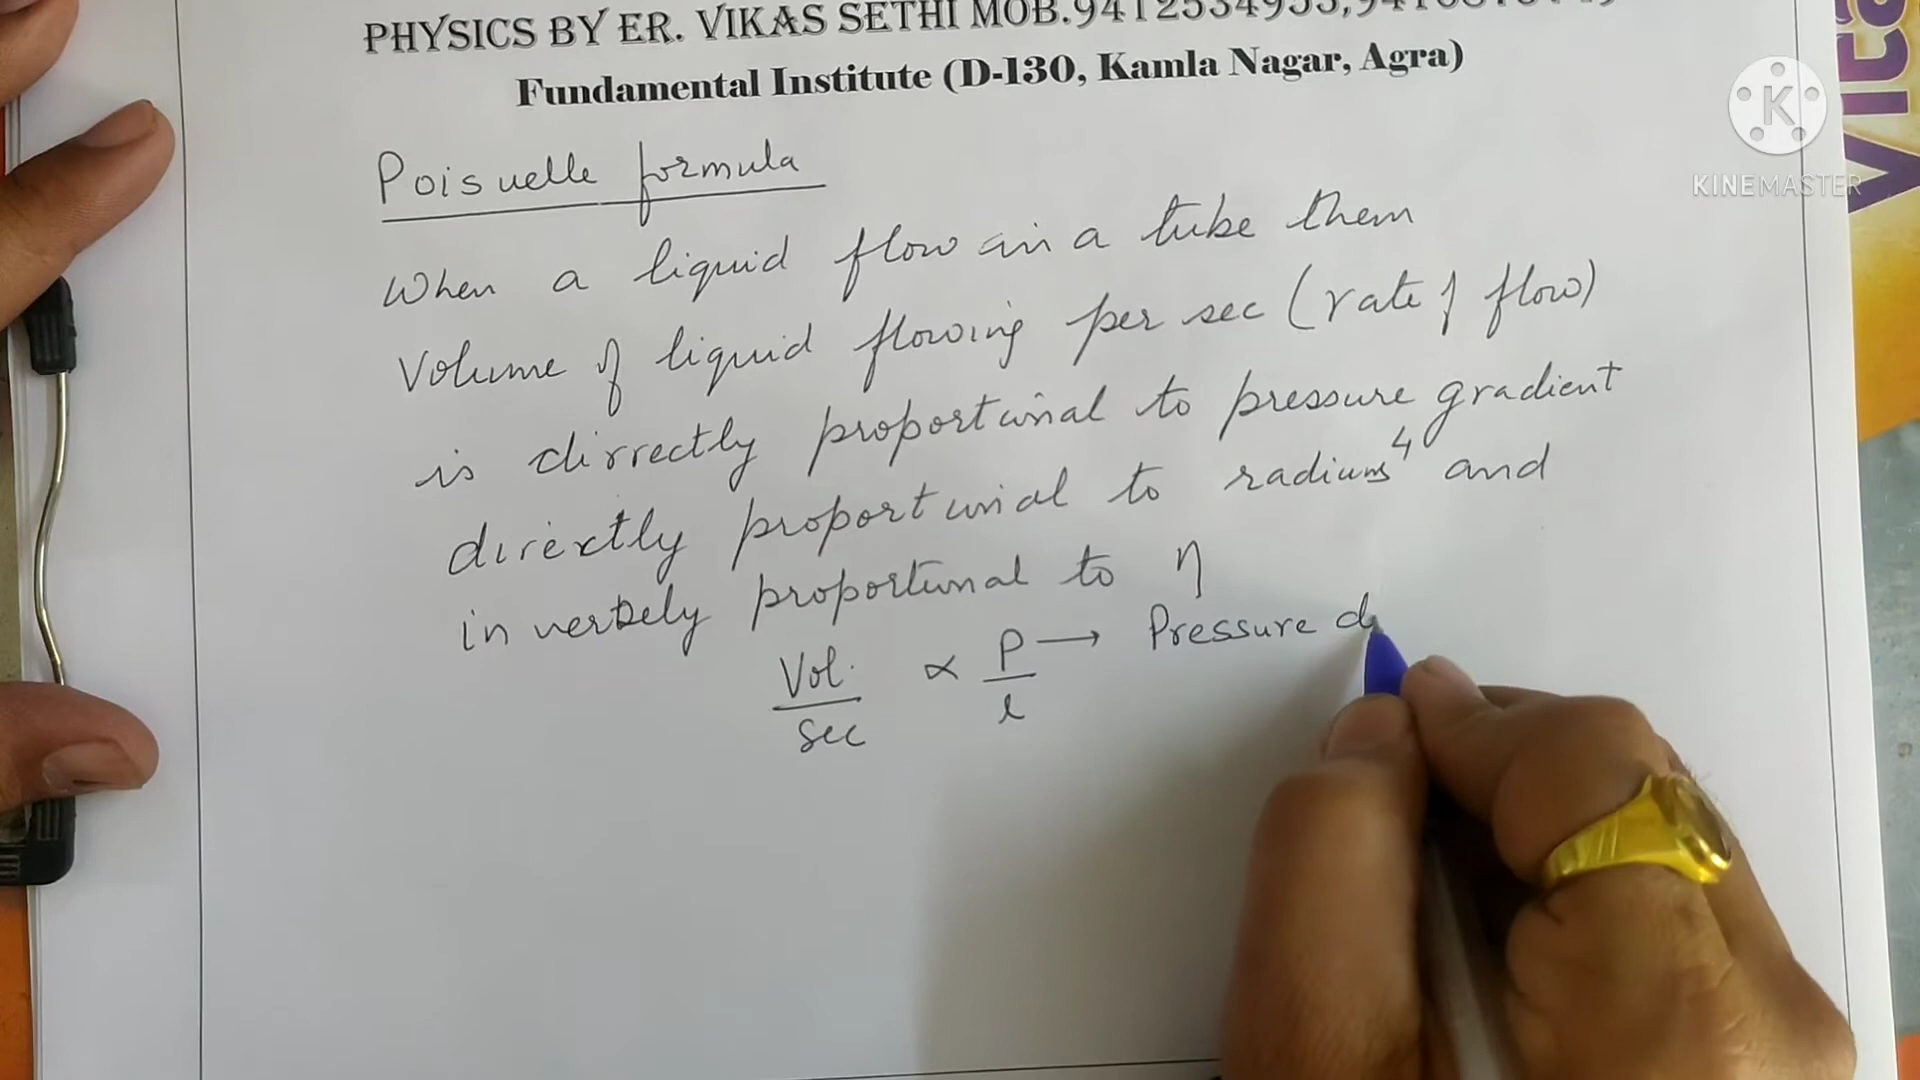 PHYSICS BY ER. VIKAS SETHI MOB.9412534953,
Fundamental Institute (D-130, Kamla Nagar, Agra)
K
KINEMASTER
Poisuelle formula
When a liquid flow in a tube them
Volume of liquid flowing per sec (rate of flow)
is dirrectly proportional to pressure gradient
directly proportional to radius⁴ and
inversely proportional to η
Vol. ∝ P → Pressure d
sec l